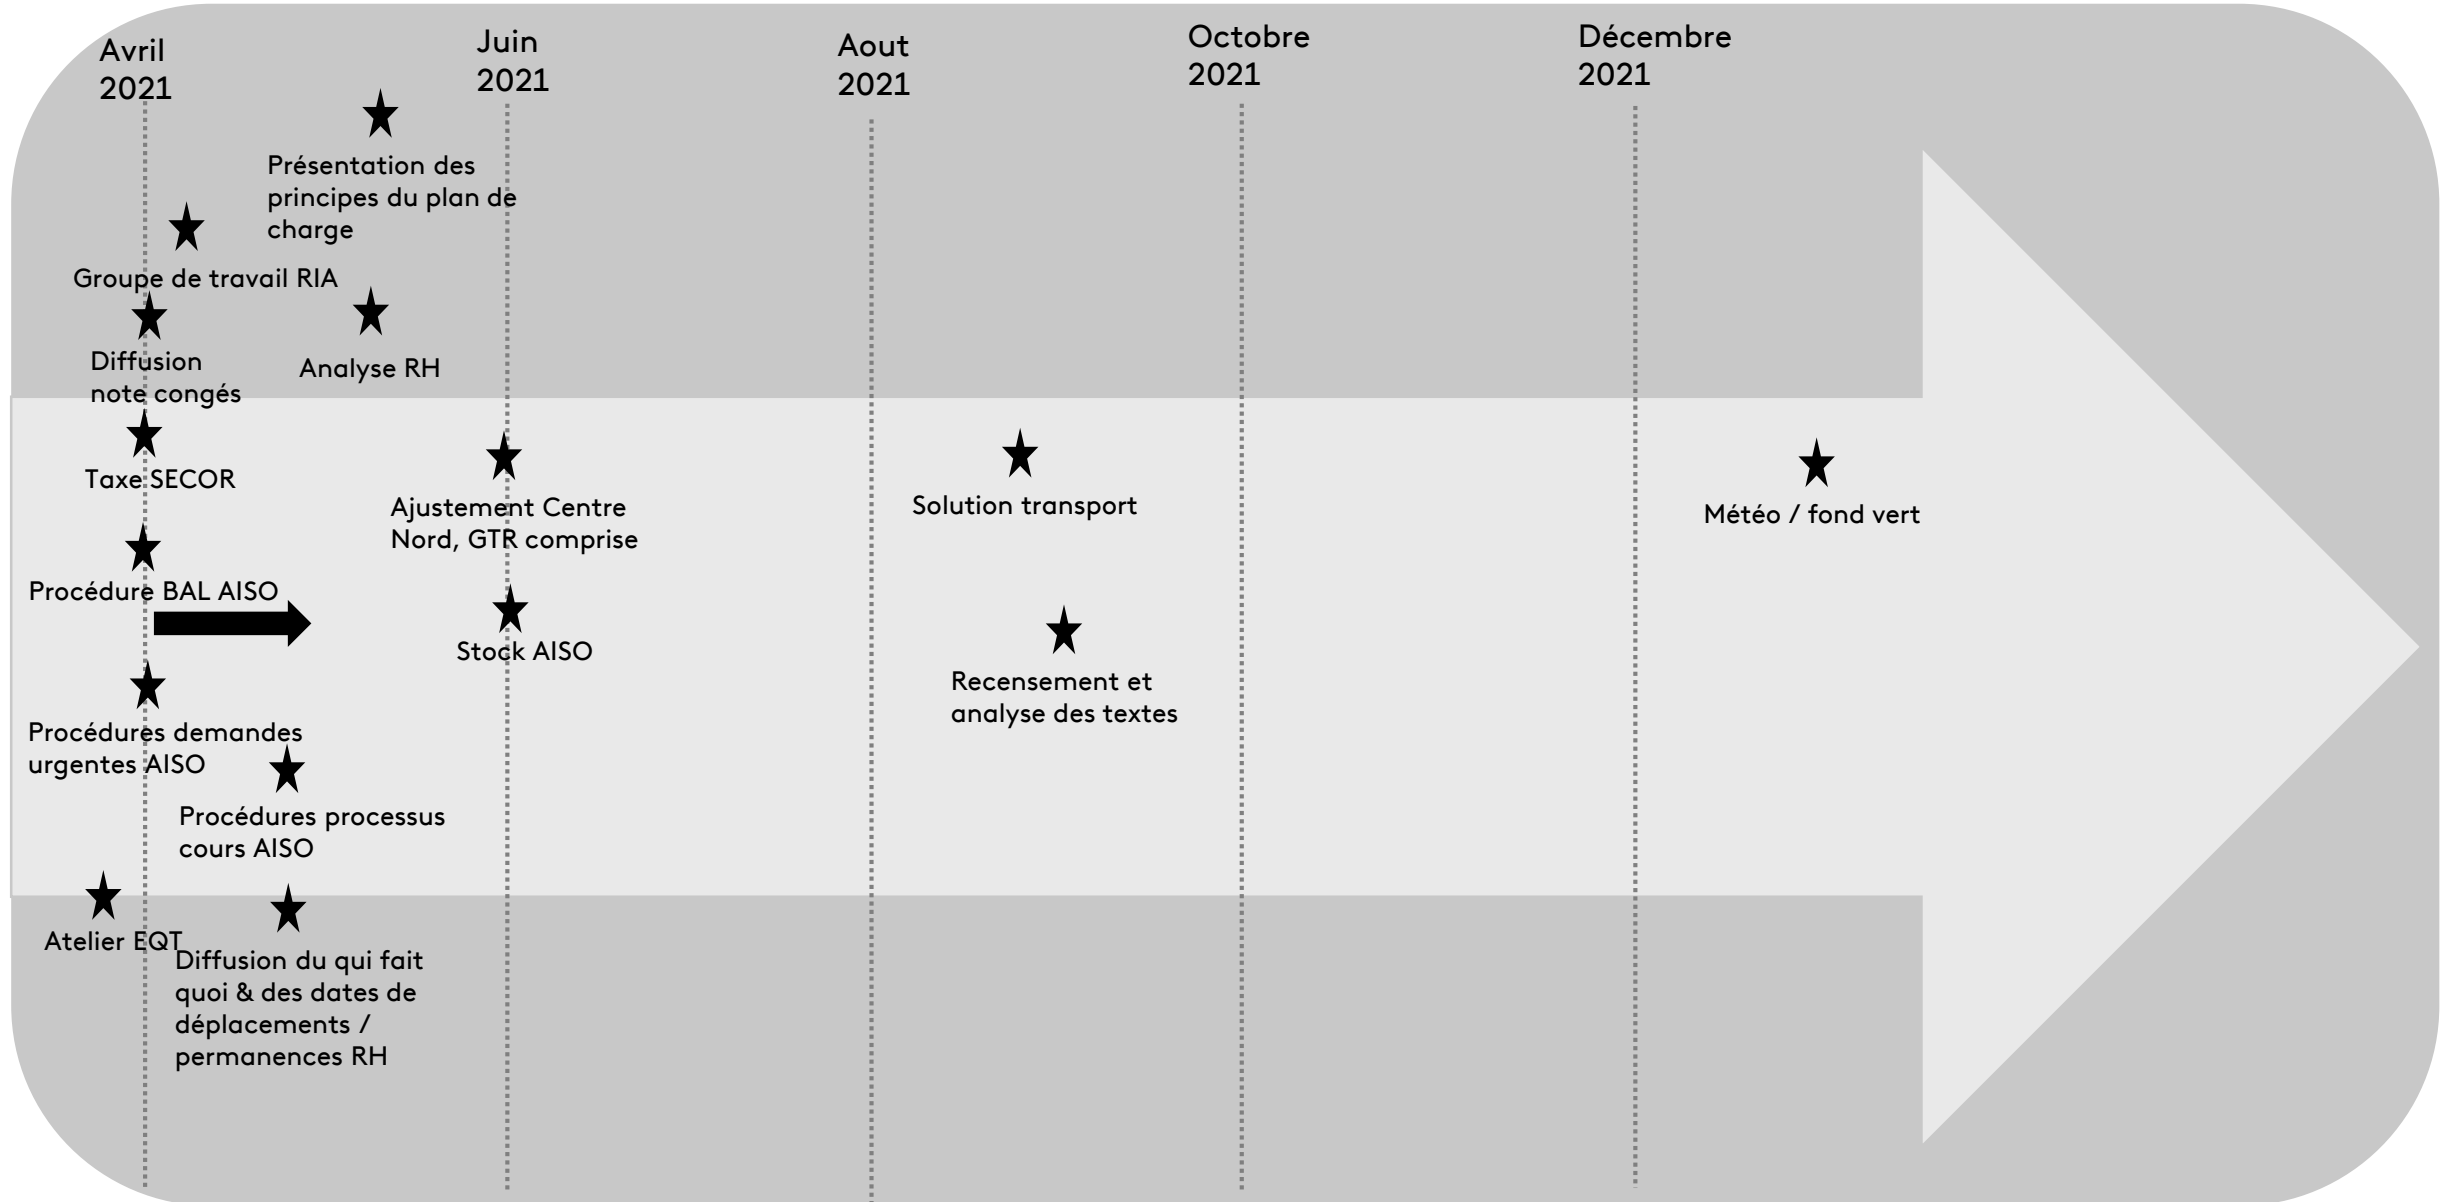 Avril
2021
Juin
2021
Aout
2021
Octobre
2021
Décembre
2021
Présentation des
principes du plan de
charge
Groupe de travail RIA
Diffusion
note congés
Analyse RH
Taxe SECOR
Ajustement Centre
Nord, GTR comprise
Solution transport
Météo / fond vert
Procédure BAL AISO
Stock AISO
Recensement et
analyse des textes
Procédures demandes
urgentes AISO
Procédures processus
cours AISO
Atelier EQT
Diffusion du qui fait
quoi & des dates de
déplacements /
permanences RH